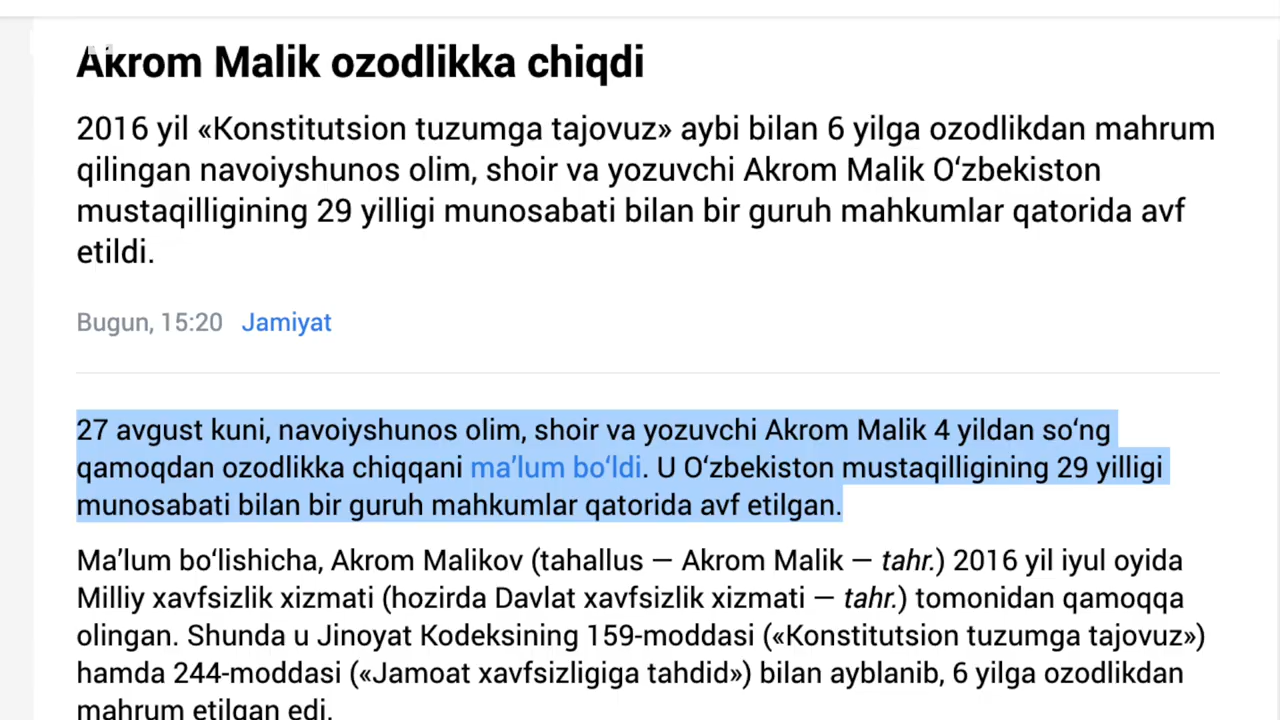 Akrom Malik ozodlikka chiqdi
2016 yil «Konstitutsion tuzumga tajovuz» aybi bilan 6 yilga ozodlikdan mahrum
qilingan navoiyshunos olim, shoir va yozuvchi Akrom Malik O‘zbekiston
mustaqilligining 29 yilligi munosabati bilan bir guruh mahkumlar qatorida avf
etildi.
Bugun, 15:20 Jamiyat
27 avgust kuni, navoiyshunos olim, shoir va yozuvchi Akrom Malik 4 yildan so‘ng
qamoqdan ozodlikka chiqqani ma’lum bo‘ldi. U O‘zbekiston mustaqilligining 29 yilligi
munosabati bilan bir guruh mahkumlar qatorida avf etilgan.
Ma’lum bo‘lishicha, Akrom Malikov (tahallus — Akrom Malik — tahr.) 2016 yil iyul oyida
Milliy xavfsizlik xizmati (hozirda Davlat xavfsizlik xizmati — tahr.) tomonidan qamoqqa
olingan. Shunda u Jinoyat Kodeksining 159-moddasi («Konstitutsion tuzumga tajovuz»)
hamda 244-moddasi («Jamoat xavfsizligiga tahdid») bilan ayblanib, 6 yilga ozodlikdan
mahrum etilgan edi.